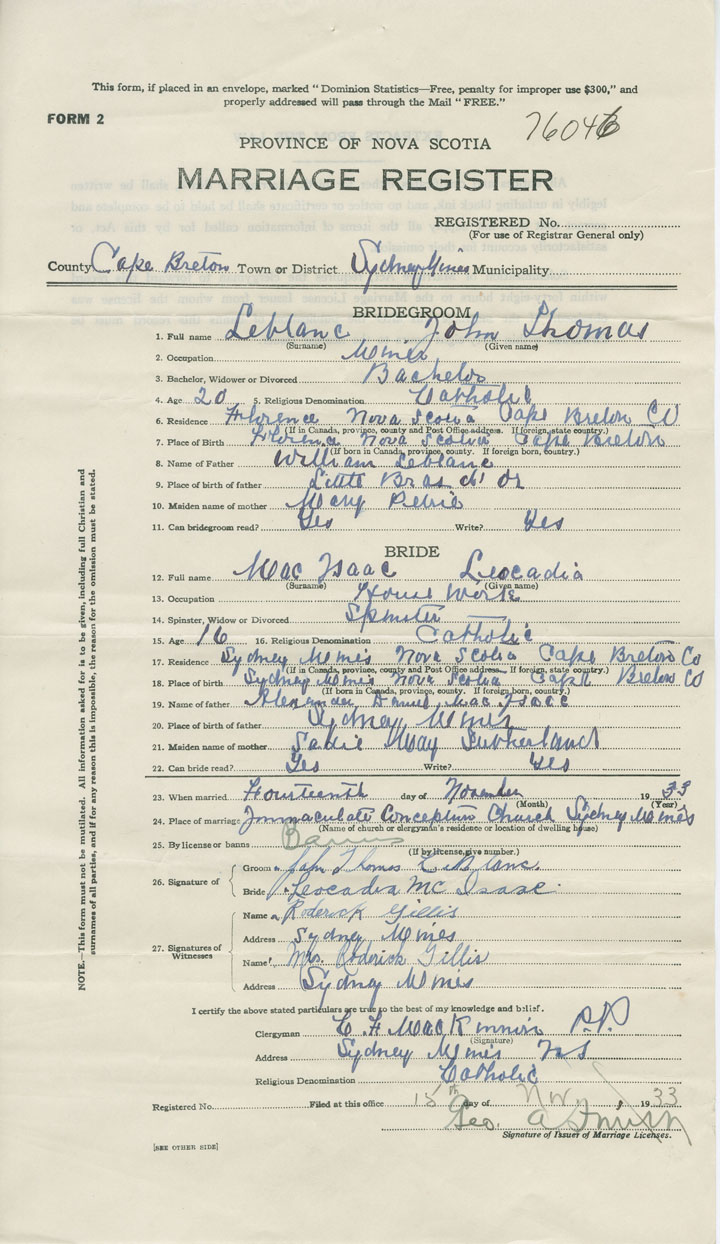 This form, if placed in an envelope, marked "Dominion Statistics—Free, penalty for improper use $300," and
properly addressed will pass through the Mail "FREE."
FORM 2
76046
PROVINCE OF NOVA SCOTIA
MARRIAGE REGISTER
REGISTERED No.
(For use of Registrar General only)
County Cape Breton Town or District Sydney Mines Municipality
BRIDEGROOM
1. Full name Leblanc John Thomas
(Surname) (Given name)
2. Occupation Miner
3. Bachelor, Widower or Divorced Bachelor
4. Age 20 5. Religious Denomination Catholic
6. Residence Florence Nova Scotia Cape Breton Co
(If in Canada, province, county and Post Office address. If foreign, state country.)
7. Place of Birth Florence Nova Scotia Cape Breton
(If born in Canada, province, county. If foreign born, country.)
8. Name of Father William Leblanc
9. Place of birth of father Little Bras d'or
10. Maiden name of mother Mary
11. Can bridegroom read? Yes Write? Yes
BRIDE
12. Full name Mac Isaac Leocadia
(Surname) (Given name)
13. Occupation House Work
14. Spinster, Widow or Divorced Spinster
15. Age 16 16. Religious Denomination Catholic
17. Residence Sydney Mines Nova Scotia Cape Breton Co
(If in Canada, province, county and Post Office address. If foreign, state country.)
18. Place of birth Sydney Mines Nova Scotia Cape Breton Co
(If born in Canada, province, county. If foreign born, country.)
19. Name of father Alexander Daniel Mac Isaac
20. Place of birth of father Sydney Mines
21. Maiden name of mother Sadie May Sutherland
22. Can bride read? Yes Write? Yes
23. When married Fourteenth day of November 1933
(Month) (Year)
24. Place of marriage Immaculate Conception Church Sydney Mines
(Name of church or clergyman's residence or location of dwelling house)
25. By license or banns Banns
(If by license, give number.)
26. Signature of Groom John Thomas LeBlanc.
Bride Leocadia Mc Isaac.
27. Signatures of Witnesses
Name Roderick Gillis
Address Sydney Mines
Name Mrs. Roderick Gillis
Address Sydney Mines
I certify the above stated particulars are true to the best of my knowledge and belief.
Clergyman C F MacKinnon P.P.
(Signature)
Address Sydney Mines N S
Religious Denomination Catholic
Registered No. Filed at this office 15th day of Nov 1933
Geo. A Smith
Signature of Issuer of Marriage Licenses.
[SEE OTHER SIDE]
NOTE.—This form must not be mutilated. All information asked for is to be given, including full Christian and
surnames of all parties, and if for any reason this is impossible, the reason for the omission must be stated.